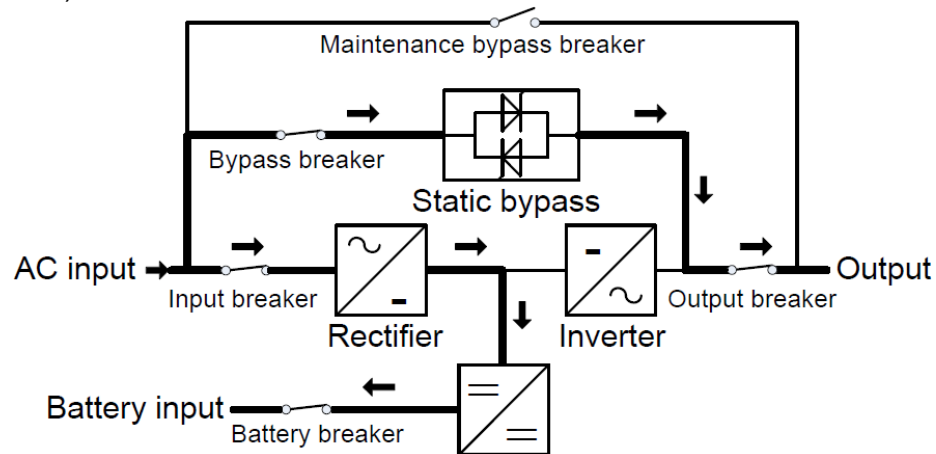 Maintenance bypass breaker
Bypass breaker
Static bypass
AC input
Input breaker
Rectifier
Inverter
Output breaker
Output
Battery input
Battery breaker